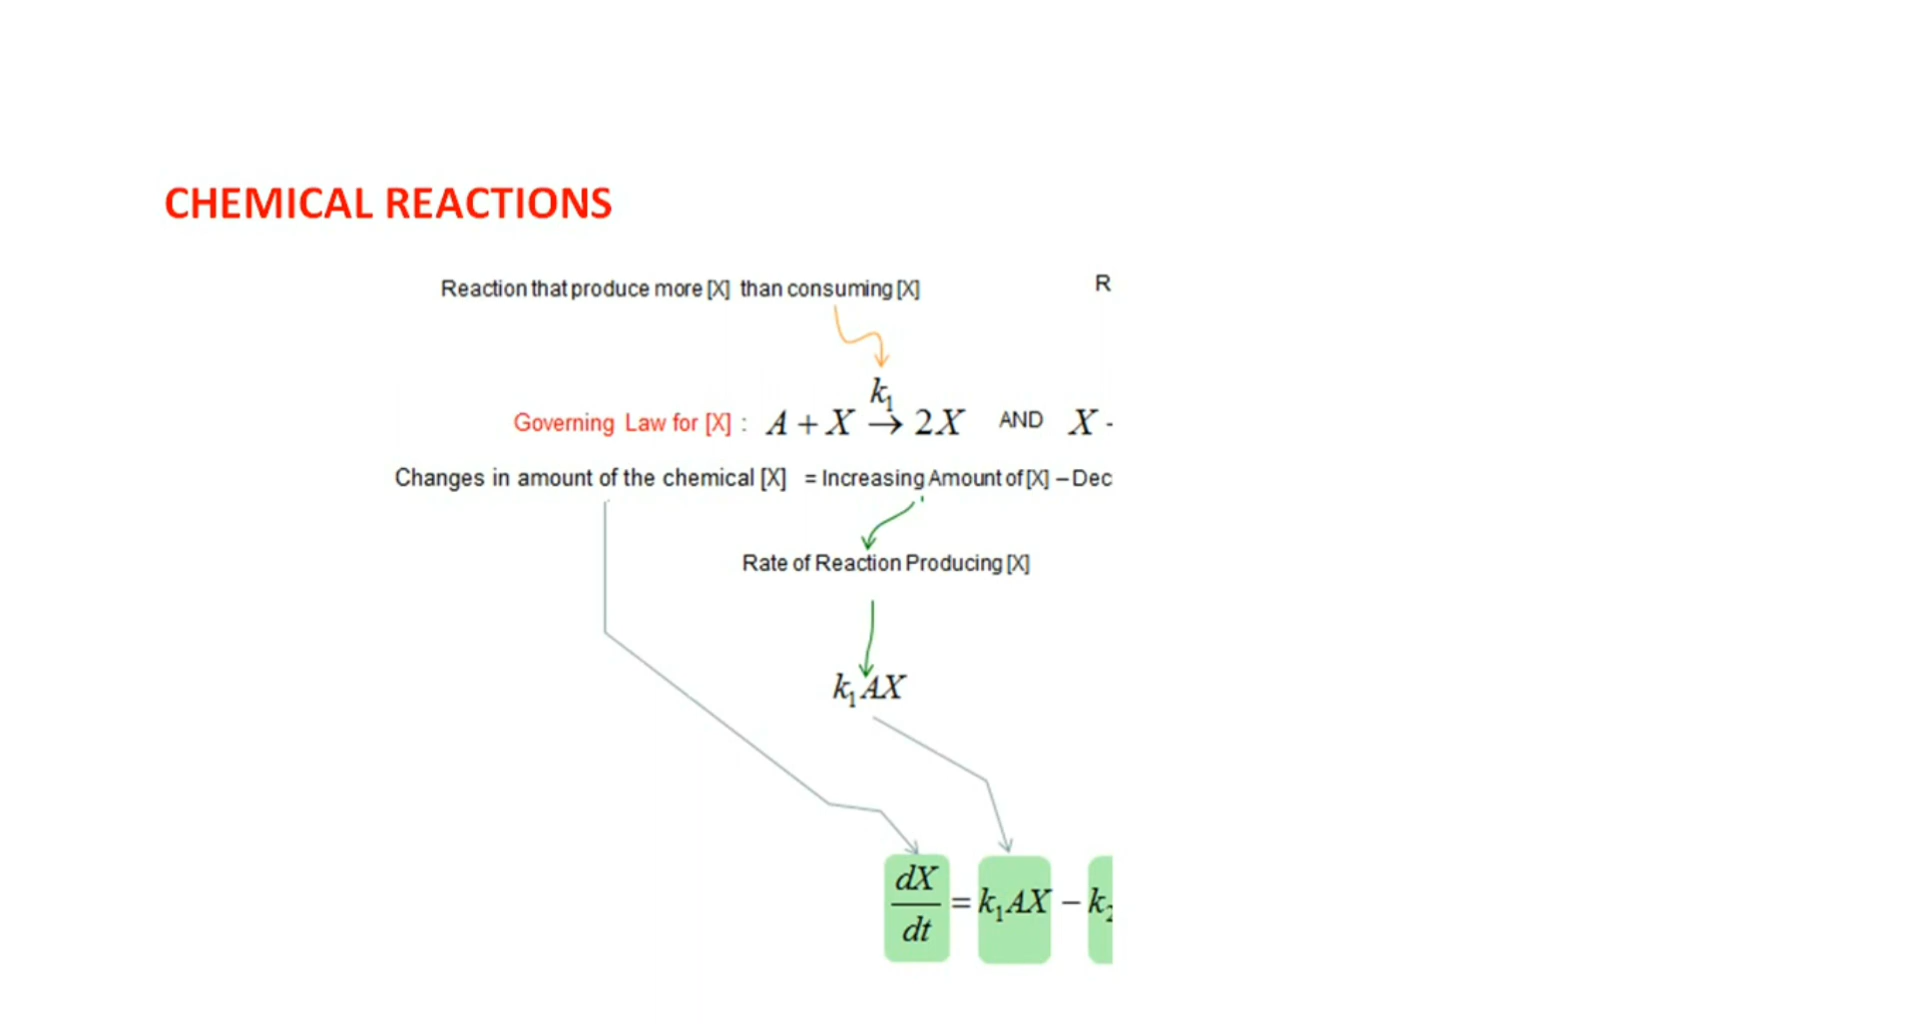 CHEMICAL REACTIONS
Reaction that produce more [X] than consuming [X] R
k₁
Governing Law for [X] : A + X → 2X AND X -
Changes in amount of the chemical [X] = Increasing Amount of [X] – Dec
Rate of Reaction Producing [X]
k₁AX
dX
dt
= k₁AX − k₂